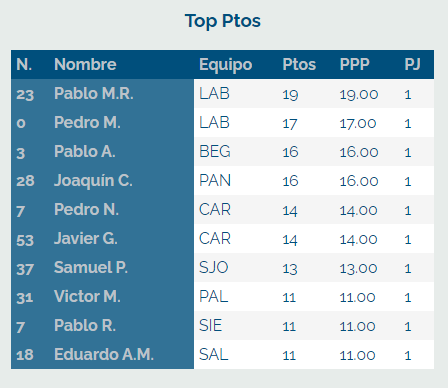 Top Ptos
N. Nombre Equipo Ptos PPP PJ
23 Pablo M.R. LAB 19 19.00 1
0 Pedro M. LAB 17 17.00 1
3 Pablo A. BEG 16 16.00 1
28 Joaquín C. PAN 16 16.00 1
7 Pedro N. CAR 14 14.00 1
53 Javier G. CAR 14 14.00 1
37 Samuel P. SJO 13 13.00 1
31 Victor M. PAL 11 11.00 1
7 Pablo R. SIE 11 11.00 1
18 Eduardo A.M. SAL 11 11.00 1